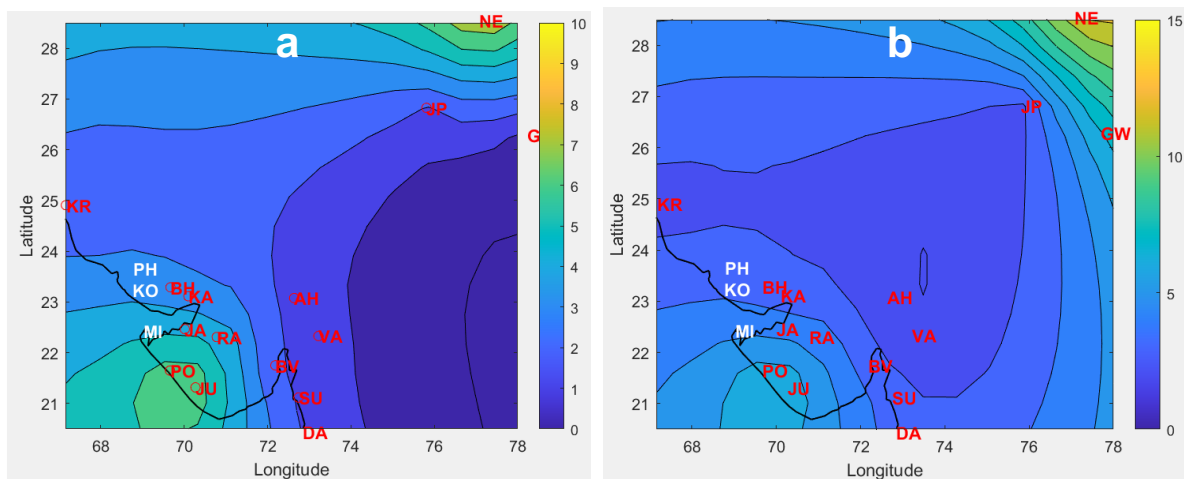 a
NE
JP
G
KR
PH
KO
BH
KA
AH
MI
JA
RA
VA
PO
BV
JU
SU
DA
28
27
26
25
24
23
22
21
68
70
72
74
76
78
Latitude
Longitude
10
9
8
7
6
5
4
3
2
1
0
b
NE
JP
GW
KR
PH
KO
BH
KA
AH
MI
JA
RA
VA
PO
BV
JU
SU
DA
28
27
26
25
24
23
22
21
68
70
72
74
76
78
Latitude
Longitude
15
10
5
0